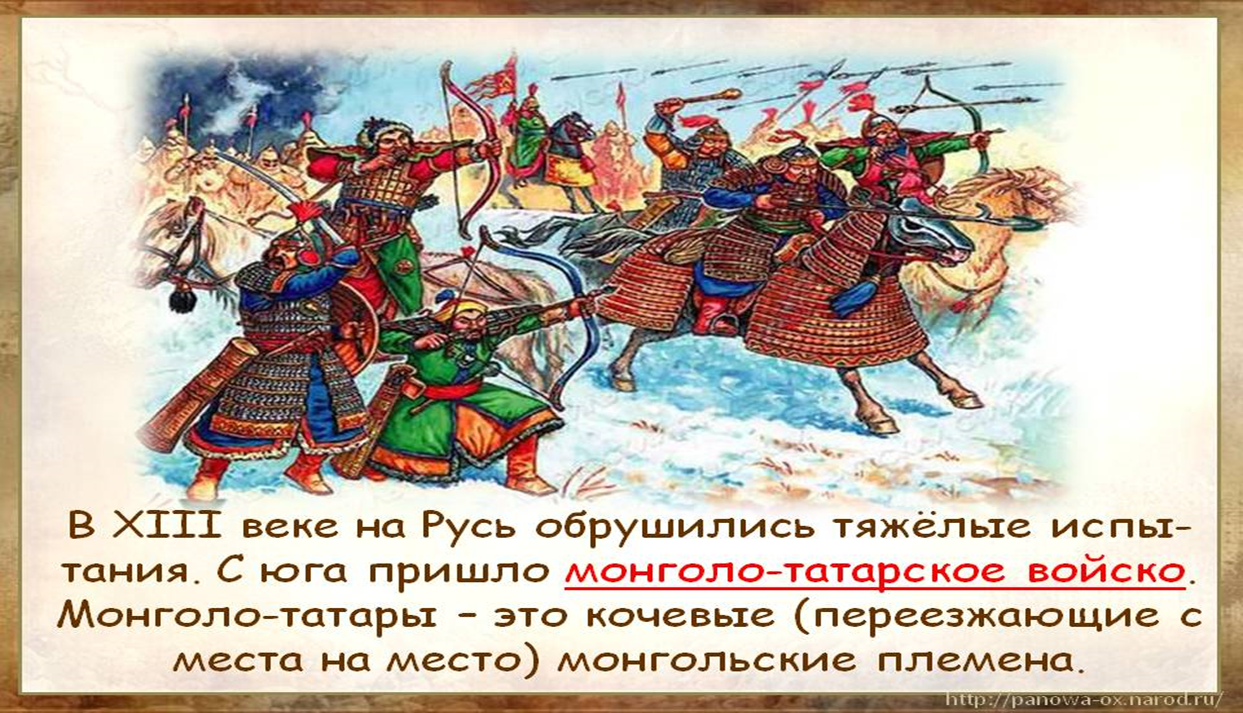 В XIII веке на Русь обрушились тяжёлые испы-
тания. С юга пришло монголо-татарское войско.
Монголо-татары – это кочевые (переезжающие с
места на место) монгольские племена.
http://panowa-ox.narod.ru/